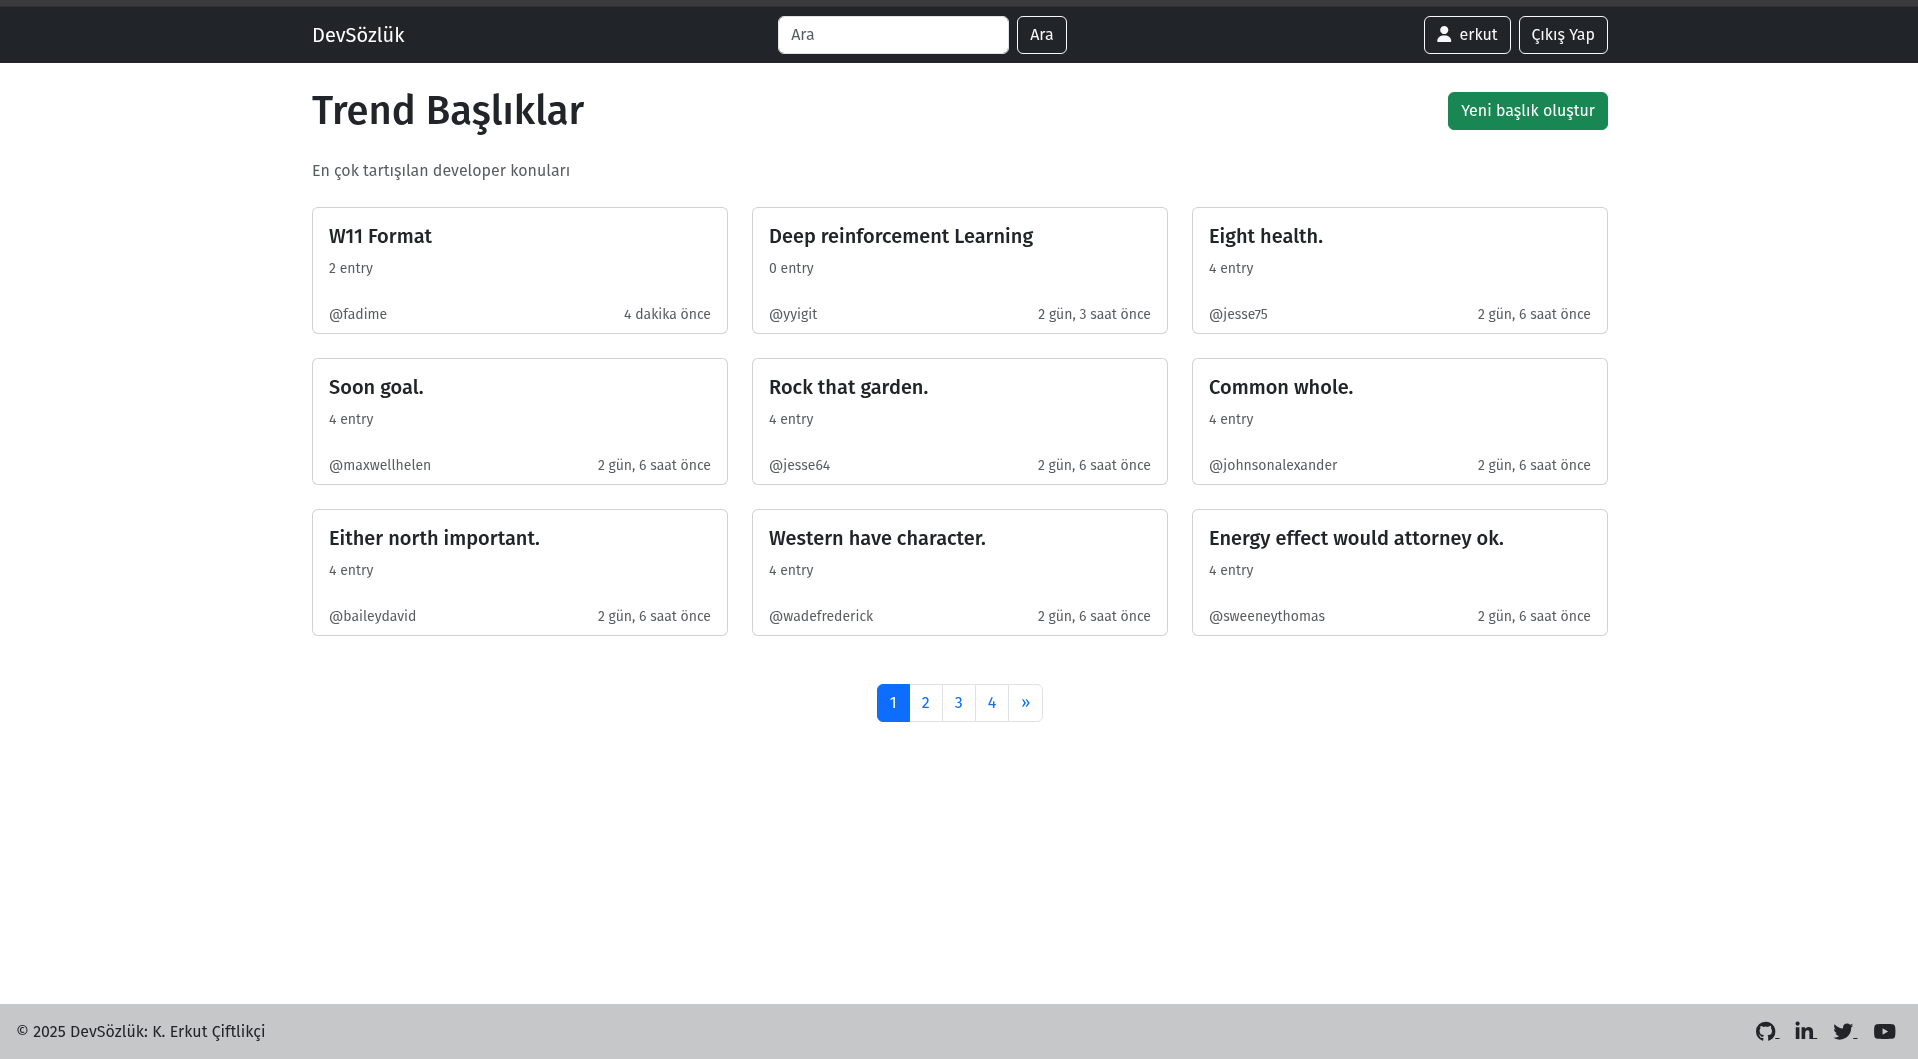 DevSözlük Ara Ara erkut Çıkış Yap
Trend Başlıklar Yeni başlık oluştur
En çok tartışılan developer konuları
W11 Format
2 entry
@fadime 4 dakika önce
Deep reinforcement Learning
0 entry
@yyigit 2 gün, 3 saat önce
Eight health.
4 entry
@jesse75 2 gün, 6 saat önce
Soon goal.
4 entry
@maxwellhelen 2 gün, 6 saat önce
Rock that garden.
4 entry
@jesse64 2 gün, 6 saat önce
Common whole.
4 entry
@johnsonalexander 2 gün, 6 saat önce
Either north important.
4 entry
@baileydavid 2 gün, 6 saat önce
Western have character.
4 entry
@wadefrederick 2 gün, 6 saat önce
Energy effect would attorney ok.
4 entry
@sweeneythomas 2 gün, 6 saat önce
1 2 3 4 »
© 2025 DevSözlük: K. Erkut Çiftlikçi